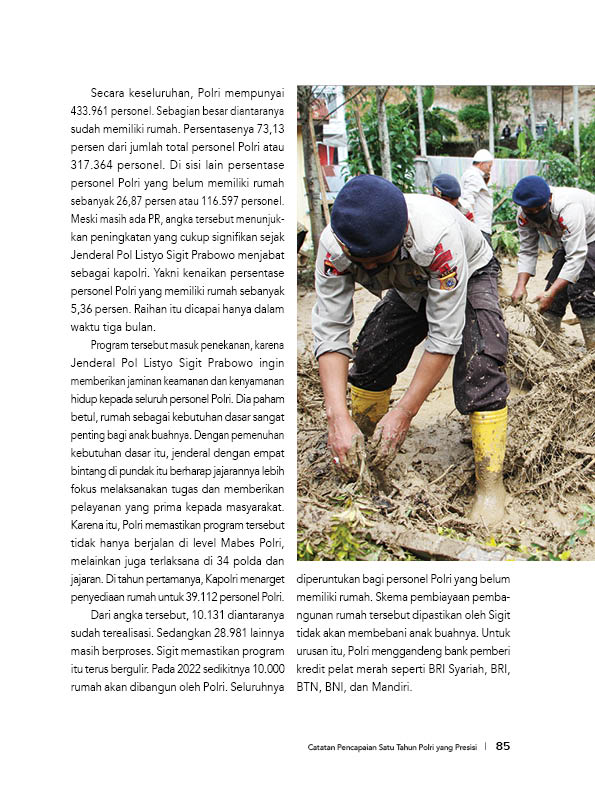 Secara keseluruhan, Polri mempunyai
433.961 personel. Sebagian besar diantaranya
sudah memiliki rumah. Persentasenya 73,13
persen dari jumlah total personel Polri atau
317.364 personel. Di sisi lain persentase
personel Polri yang belum memiliki rumah
sebanyak 26,87 persen atau 116.597 personel.
Meski masih ada PR, angka tersebut menunjuk-
kan peningkatan yang cukup signifikan sejak
Jenderal Pol Listyo Sigit Prabowo menjabat
sebagai kapolri. Yakni kenaikan persentase
personel Polri yang memiliki rumah sebanyak
5,36 persen. Raihan itu dicapai hanya dalam
waktu tiga bulan.
Program tersebut masuk penekanan, karena
Jenderal Pol Listyo Sigit Prabowo ingin
memberikan jaminan keamanan dan kenyamanan
hidup kepada seluruh personel Polri. Dia paham
betul, rumah sebagai kebutuhan dasar sangat
penting bagi anak buahnya. Dengan pemenuhan
kebutuhan dasar itu, jenderal dengan empat
bintang di pundak itu berharap jajarannya lebih
fokus melaksanakan tugas dan memberikan
pelayanan yang prima kepada masyarakat.
Karena itu, Polri memastikan program tersebut
tidak hanya berjalan di level Mabes Polri,
melainkan juga terlaksana di 34 polda dan
jajaran. Di tahun pertamanya, Kapolri menarget
penyediaan rumah untuk 39.112 personel Polri.
Dari angka tersebut, 10.131 diantaranya
sudah terealisasi. Sedangkan 28.981 lainnya
masih berproses. Sigit memastikan program
itu terus bergulir. Pada 2022 sedikitnya 10.000
rumah akan dibangun oleh Polri. Seluruhnya
diperuntukan bagi personel Polri yang belum
memiliki rumah. Skema pembiayaan pemba-
ngunan rumah tersebut dipastikan oleh Sigit
tidak akan membebani anak buahnya. Untuk
urusan itu, Polri menggandeng bank pemberi
kredit pelat merah seperti BRI Syariah, BRI,
BTN, BNI, dan Mandiri.
Catatan Pencapaian Satu Tahun Polri yang Presisi | 85